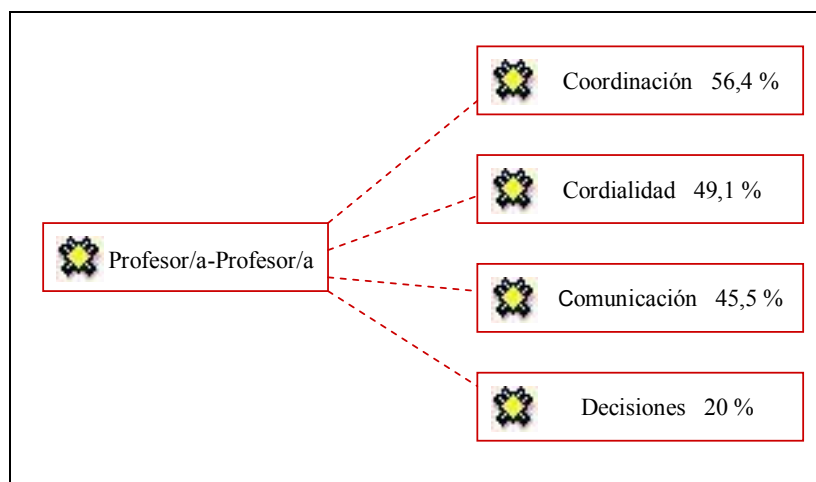 Coordinación 56,4 %
Cordialidad 49,1 %
Profesor/a-Profesor/a
Comunicación 45,5 %
Decisiones 20 %